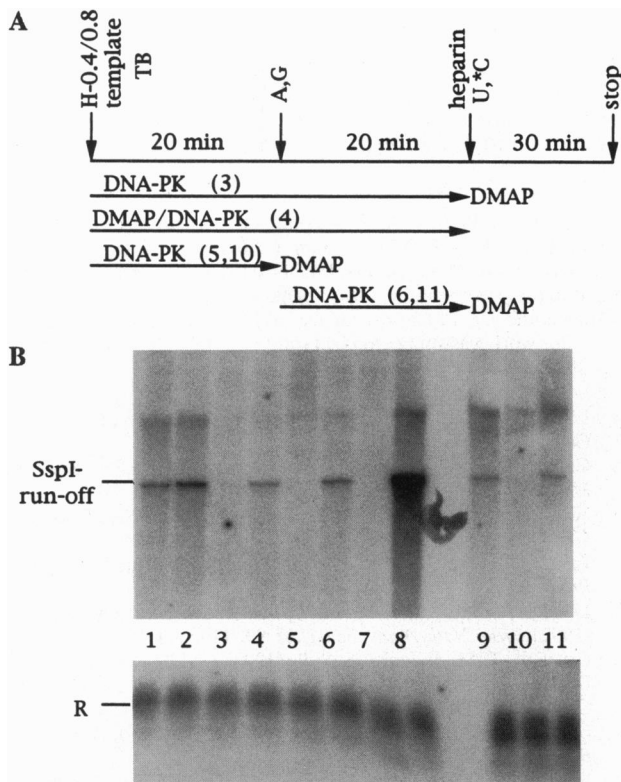 A
H-0.4/0.8
template
TB
A,G
heparin
U,*C
stop
20 min
20 min
30 min
DNA-PK (3)
DMAP
DMAP/DNA-PK (4)
DNA-PK (5,10)
DMAP
DNA-PK (6,11)
DMAP
B
SspI-
run-off
1 2 3 4 5 6 7 8 9 10 11
R